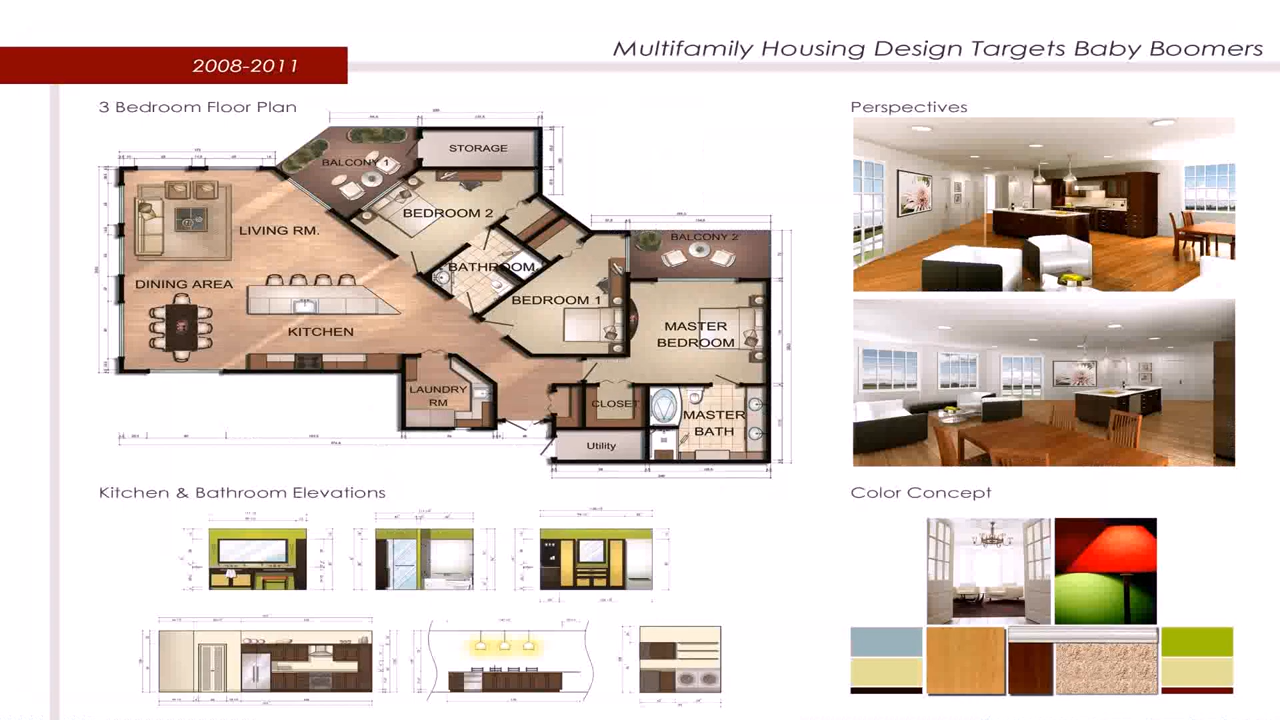 Multifamily Housing Design Targets Baby Boomers
2008-2011
3 Bedroom Floor Plan
Perspectives
BALCONY 1
STORAGE
BEDROOM 2
LIVING RM.
BALCONY 2
BATHROOM
DINING AREA
BEDROOM 1
KITCHEN
MASTER
BEDROOM
LAUNDRY
RM
CLOSET
MASTER
BATH
Utility
Kitchen & Bathroom Elevations
Color Concept